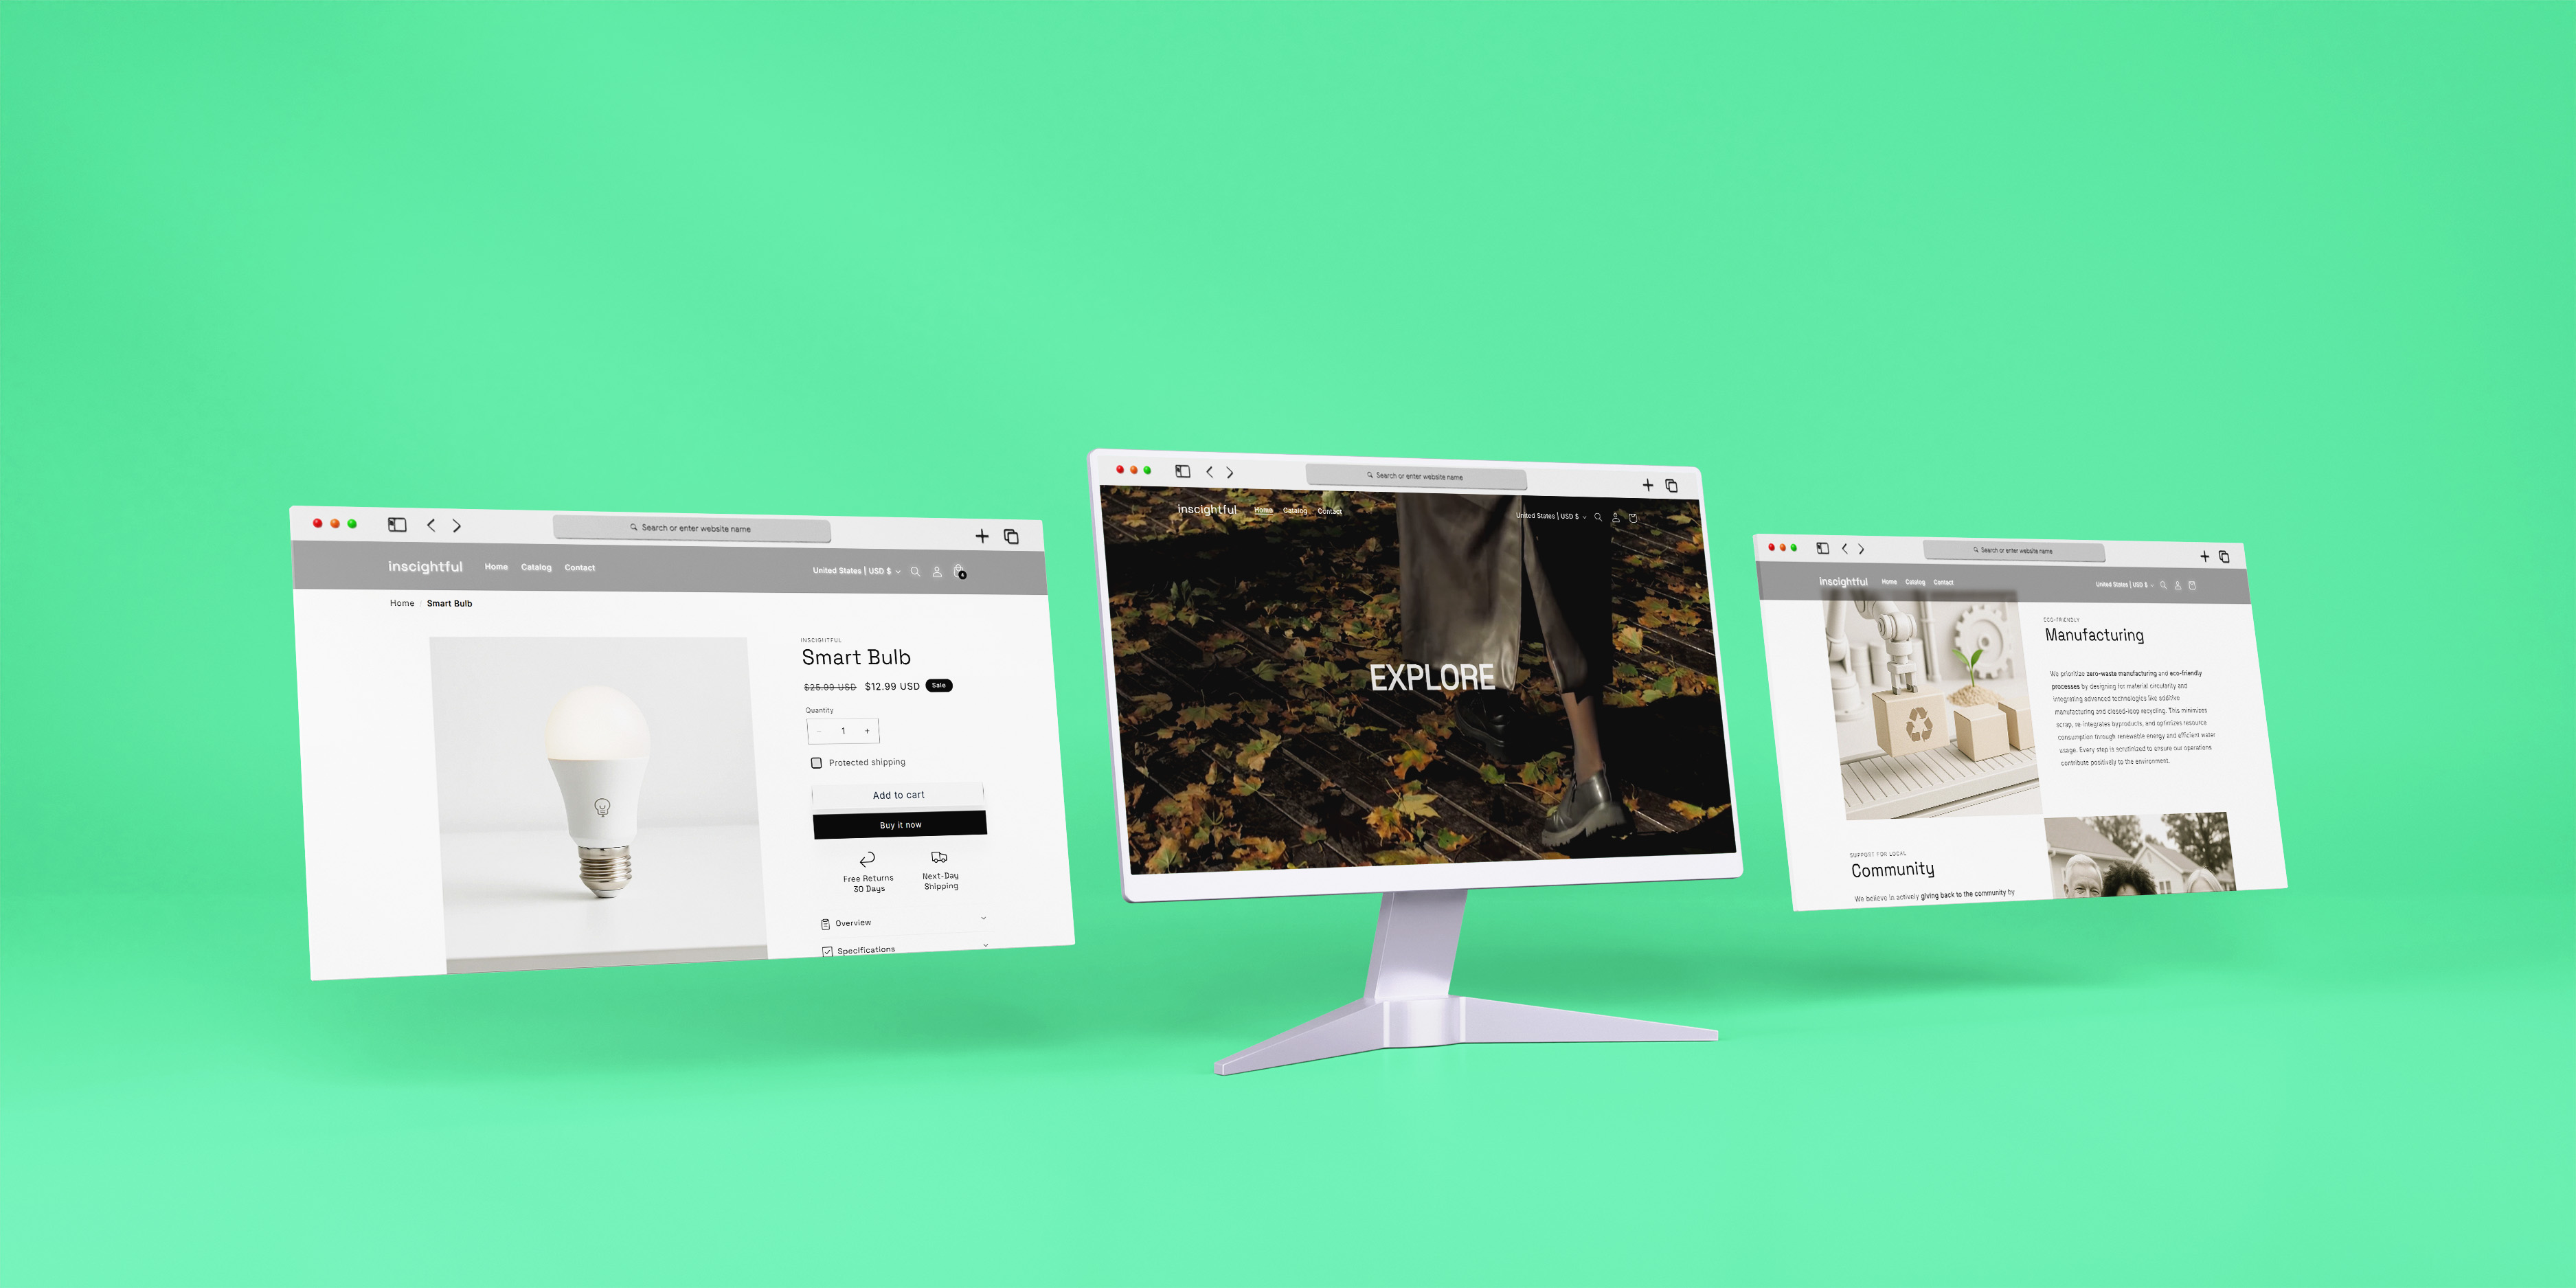 Search or enter website name
inscightful Home Catalog Contact United States | USD $ 4
Home / Smart Bulb
INSCIGHTFUL
Smart Bulb
$25.99 USD $12.99 USD Sale
Quantity
− 1 +
Protected shipping
Add to cart
Buy it now
Free Returns
30 Days
Next-Day
Shipping
Overview
Specifications
Search or enter website name
inscightful Home Catalog Contact United States | USD $
EXPLORE
Search or enter website name
inscightful Home Catalog Contact United States | USD $
ECO-FRIENDLY
Manufacturing
We prioritize zero-waste manufacturing and eco-friendly
processes by designing for material circularity and
integrating advanced technologies like additive
manufacturing and closed-loop recycling. This minimizes
scrap, re-integrates byproducts, and optimizes resource
consumption through renewable energy and efficient water
usage. Every step is scrutinized to ensure our operations
contribute positively to the environment.
SUPPORT FOR LOCAL
Community
We believe in actively giving back to the community by